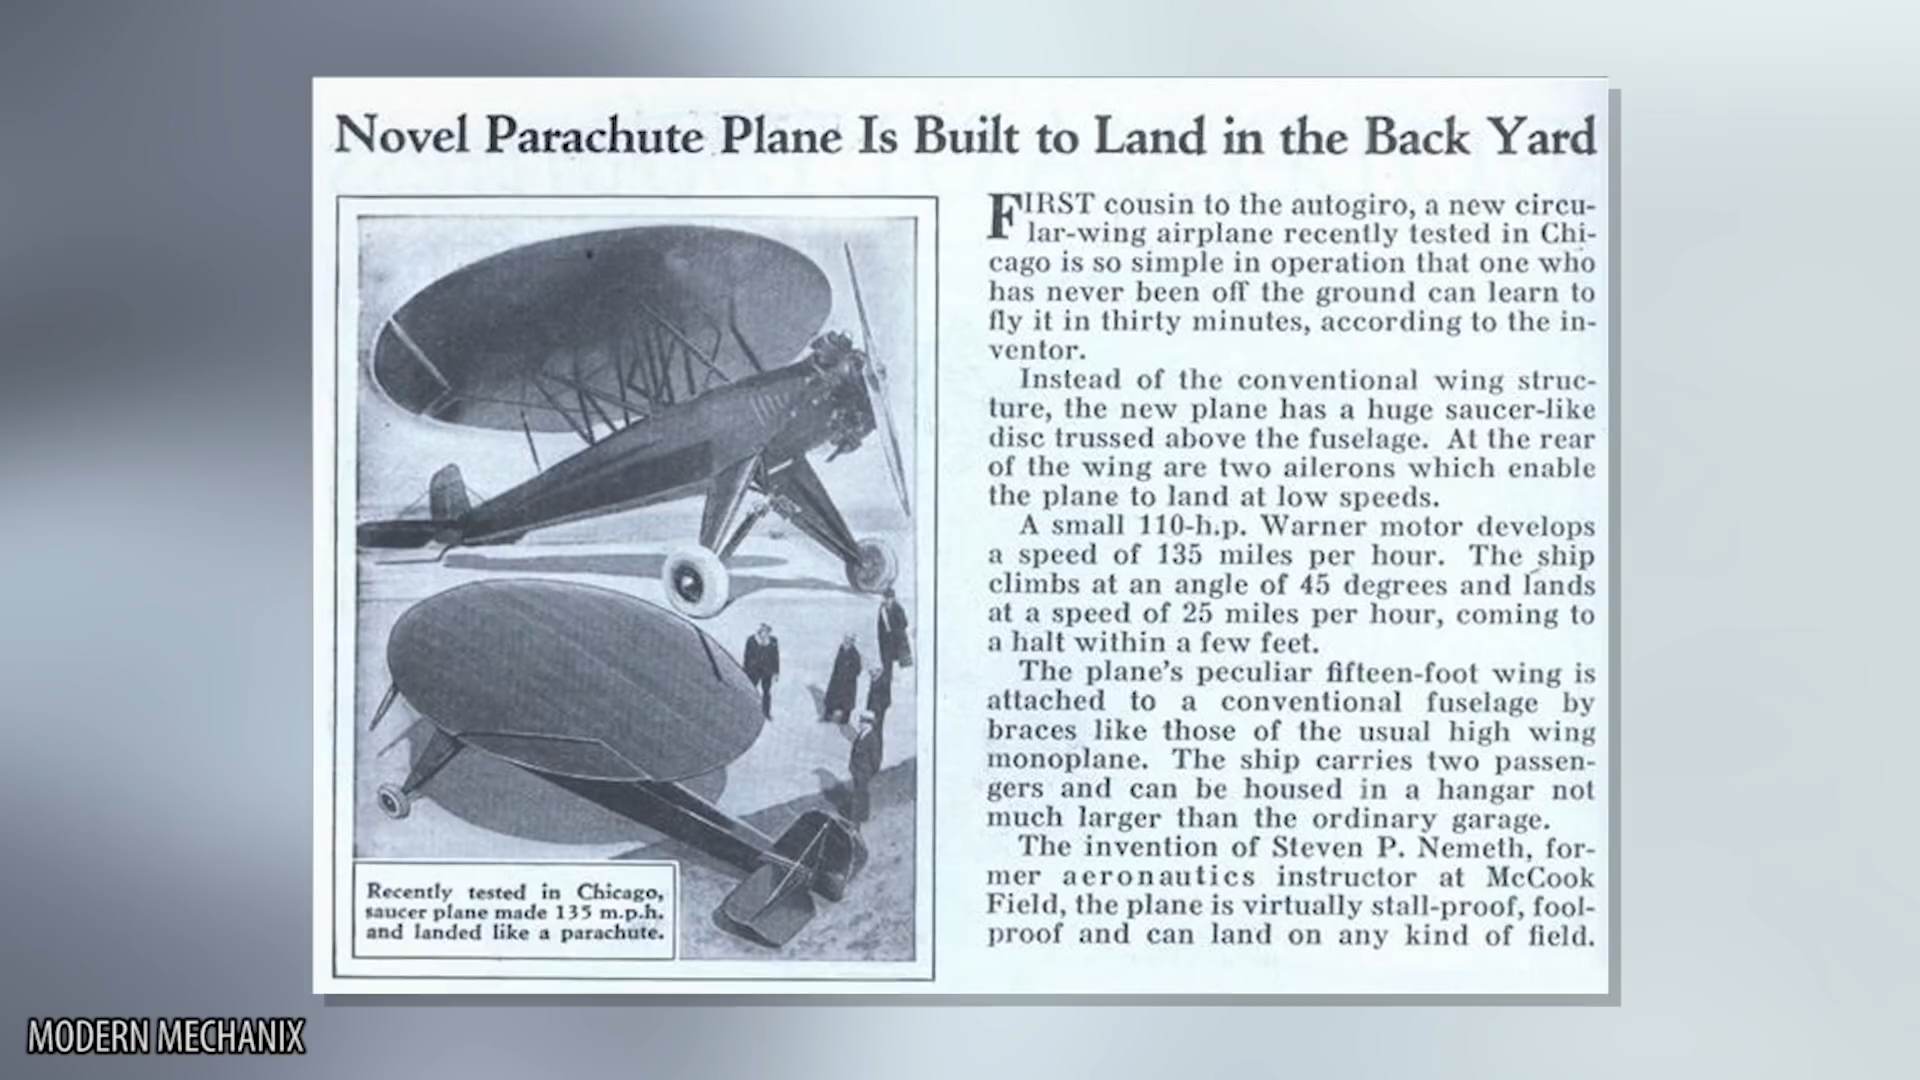 Novel Parachute Plane Is Built to Land in the Back Yard
FIRST cousin to the autogiro, a new circu-
lar-wing airplane recently tested in Chi-
cago is so simple in operation that one who
has never been off the ground can learn to
fly it in thirty minutes, according to the in-
ventor.
Instead of the conventional wing struc-
ture, the new plane has a huge saucer-like
disc trussed above the fuselage. At the rear
of the wing are two ailerons which enable
the plane to land at low speeds.
A small 110-h.p. Warner motor develops
a speed of 135 miles per hour. The ship
climbs at an angle of 45 degrees and lands
at a speed of 25 miles per hour, coming to
a halt within a few feet.
The plane's peculiar fifteen-foot wing is
attached to a conventional fuselage by
braces like those of the usual high wing
monoplane. The ship carries two passen-
gers and can be housed in a hangar not
much larger than the ordinary garage.
The invention of Steven P. Nemeth, for-
mer aeronautics instructor at McCook
Field, the plane is virtually stall-proof, fool-
proof and can land on any kind of field.
Recently tested in Chicago,
saucer plane made 135 m.p.h.
and landed like a parachute.
MODERN MECHANIX